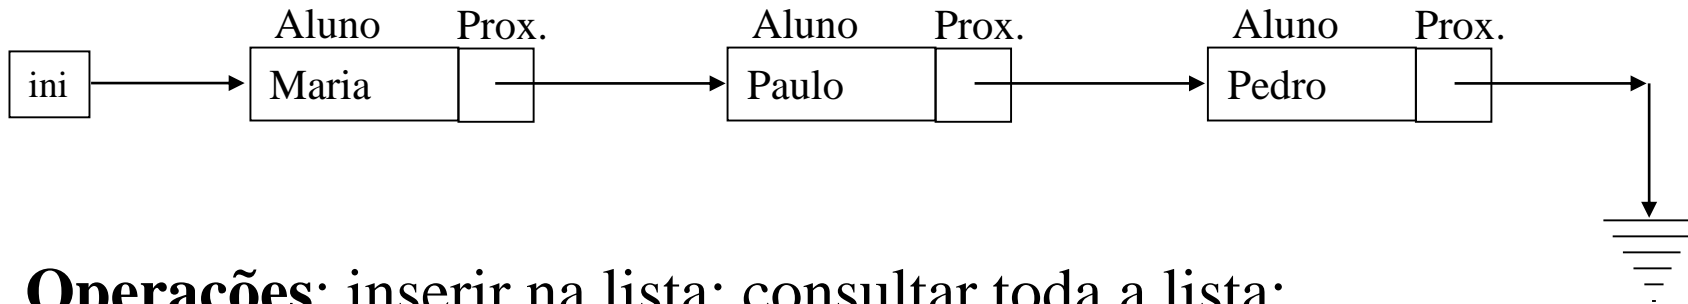 Aluno Prox. Aluno Prox. Aluno Prox.
ini Maria Paulo Pedro
Operações: inserir na lista; consultar toda a lista;